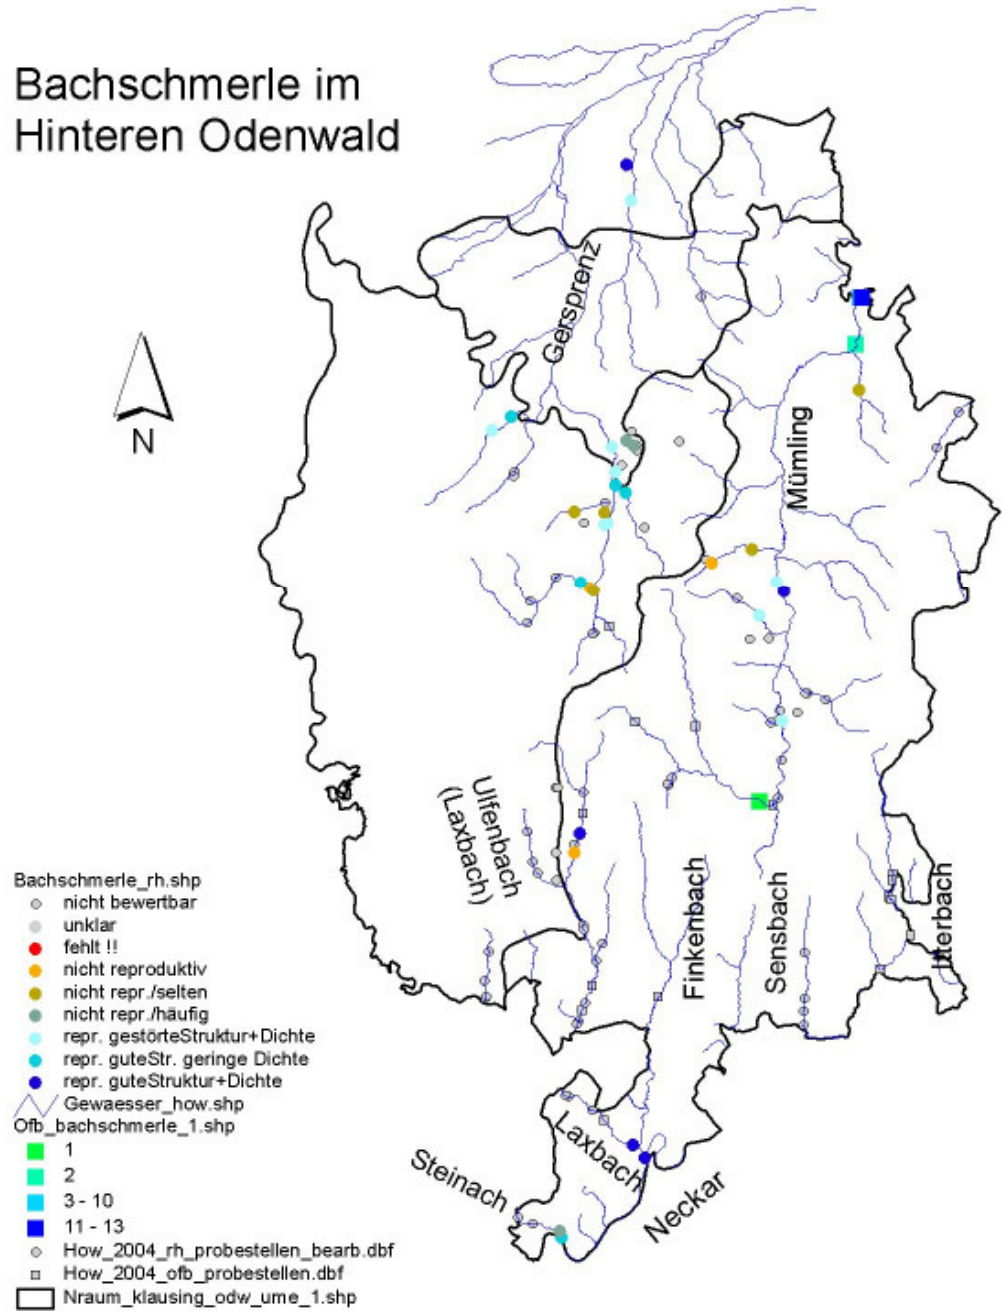 Bachschmerle im
Hinteren Odenwald
N
Gersprenz
Mümling
Ulfenbach
(Laxbach)
Finkenbach
Sensbach
Itterbach
Laxbach
Steinach
Neckar
Bachschmerle_rh.shp
nicht bewertbar
unklar
fehlt !!
nicht reproduktiv
nicht repr./selten
nicht repr./häufig
repr. gestörteStruktur+Dichte
repr. guteStr. geringe Dichte
repr. guteStruktur+Dichte
Gewaesser_how.shp
Ofb_bachschmerle_1.shp
1
2
3 - 10
11 - 13
How_2004_rh_probestellen_bearb.dbf
How_2004_ofb_probestellen.dbf
Nraum_klausing_odw_ume_1.shp